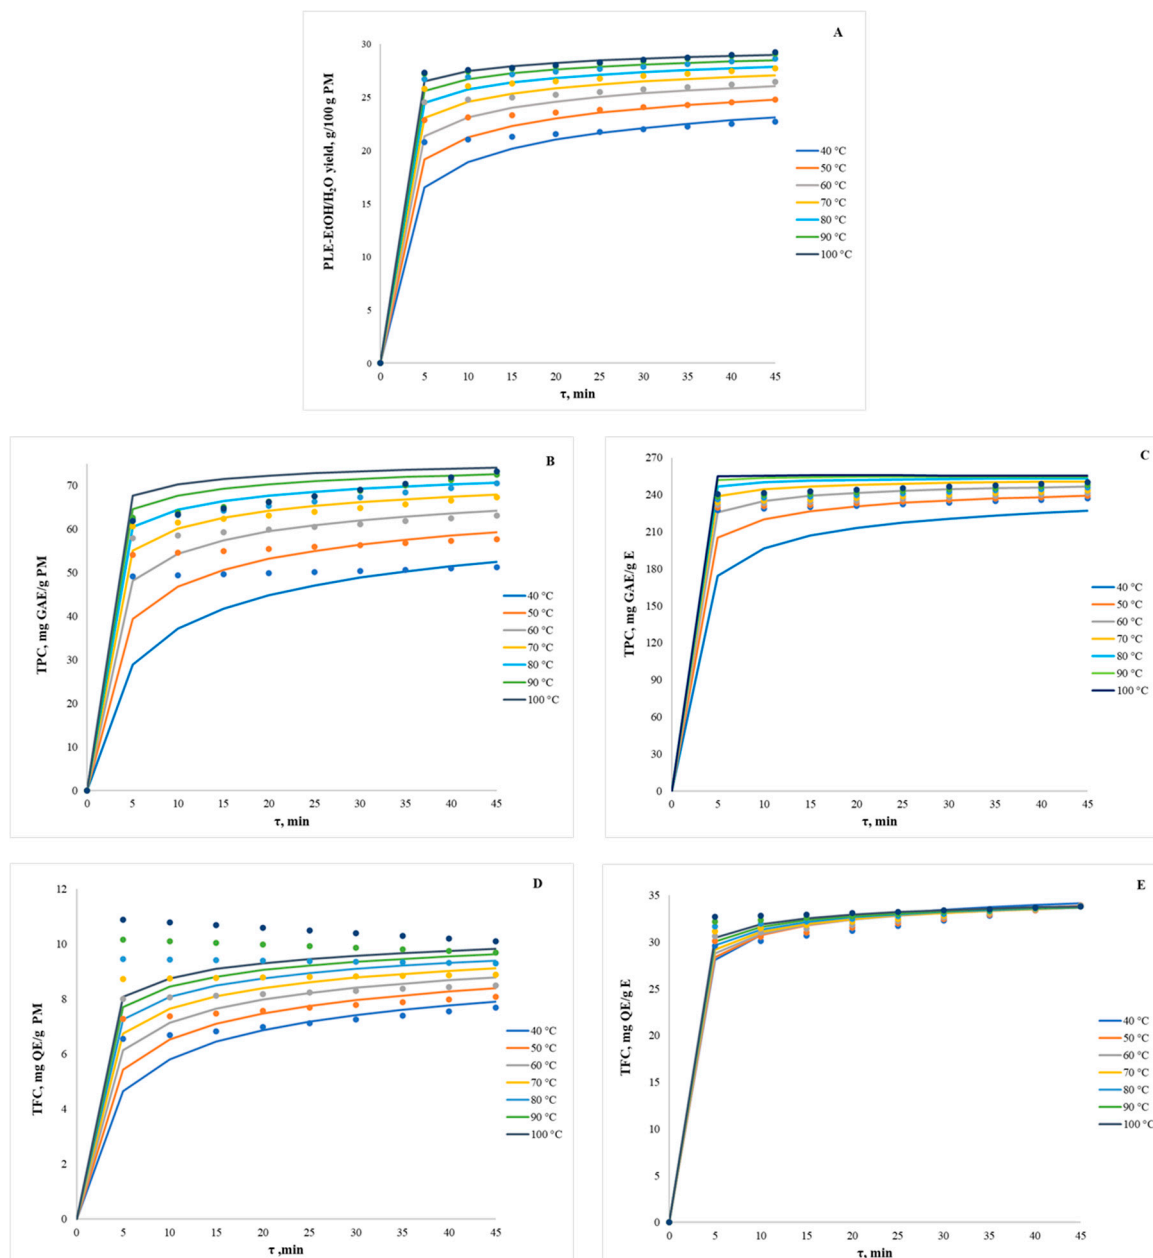 A
30
25
20
15
10
5
0
PLE-EtOH/H₂O yield, g/100 g PM
0 5 10 15 20 25 30 35 40 45
τ, min
40 °C
50 °C
60 °C
70 °C
80 °C
90 °C
100 °C
B
70
60
50
40
30
20
10
0
TPC, mg GAE/g PM
0 5 10 15 20 25 30 35 40 45
τ, min
40 °C
50 °C
60 °C
70 °C
80 °C
90 °C
100 °C
C
270
240
210
180
150
120
90
60
30
0
TPC, mg GAE/g E
0 5 10 15 20 25 30 35 40 45
τ, min
40 °C
50 °C
60 °C
70 °C
80 °C
90 °C
100 °C
D
12
10
8
6
4
2
0
TFC, mg QE/g PM
0 5 10 15 20 25 30 35 40 45
τ ,min
40 °C
50 °C
60 °C
70 °C
80 °C
90 °C
100 °C
E
35
30
25
20
15
10
5
0
TFC, mg QE/g E
0 5 10 15 20 25 30 35 40 45
τ, min
40 °C
50 °C
60 °C
70 °C
80 °C
90 °C
100 °C